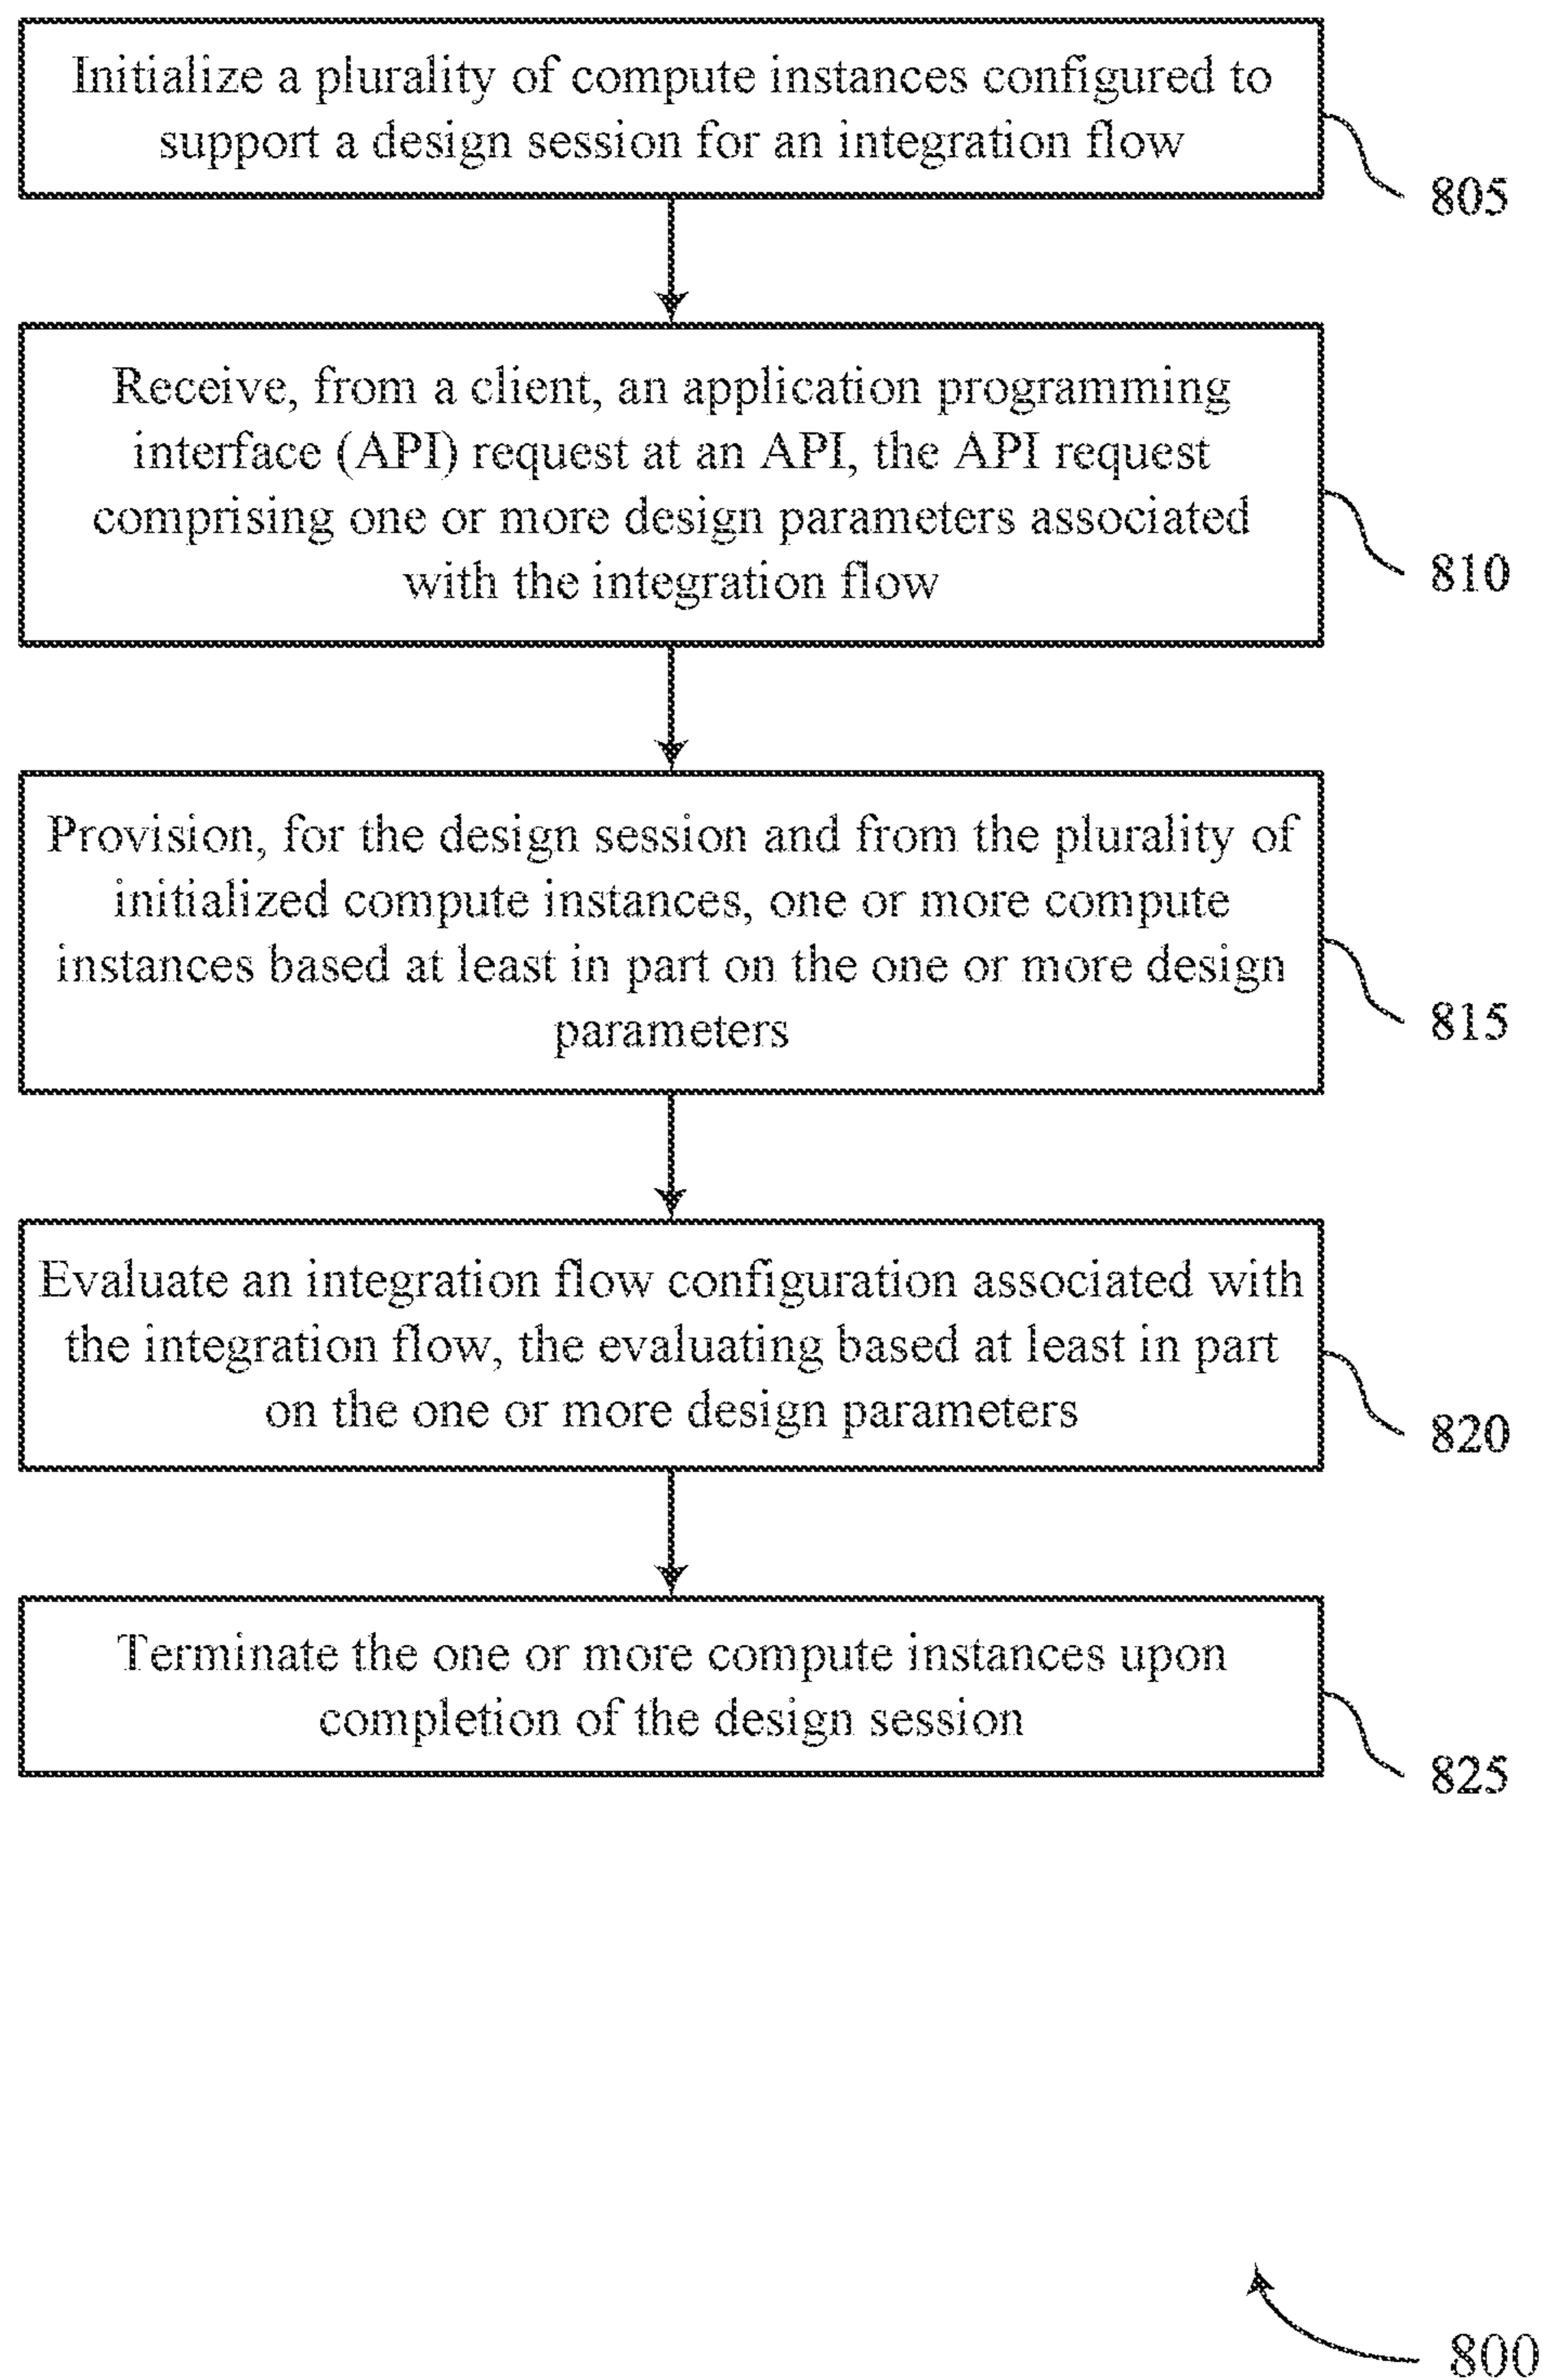 Initialize a plurality of compute instances configured to
support a design session for an integration flow
805
Receive, from a client, an application programming
interface (API) request at an API, the API request
comprising one or more design parameters associated
with the integration flow
810
Provision, for the design session and from the plurality of
initialized compute instances, one or more compute
instances based at least in part on the one or more design
parameters
815
Evaluate an integration flow configuration associated with
the integration flow, the evaluating based at least in part
on the one or more design parameters
820
Terminate the one or more compute instances upon
completion of the design session
825
800